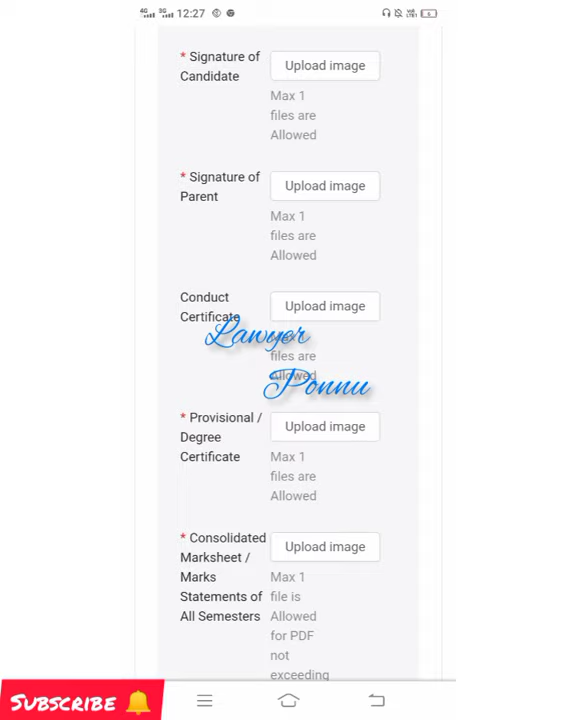 4G 3G 12:27
* Signature of Candidate
Upload image
Max 1
files are
Allowed
* Signature of
Parent
Upload image
Max 1
files are
Allowed
Conduct
Certificate
Upload image
Lawyer
files are
Allowed
Ponnu
* Provisional /
Degree
Certificate
Upload image
Max 1
files are
Allowed
* Consolidated
Marksheet /
Marks
Statements of
All Semesters
Upload image
Max 1
file is
Allowed
for PDF
not
exceeding
SUBSCRIBE